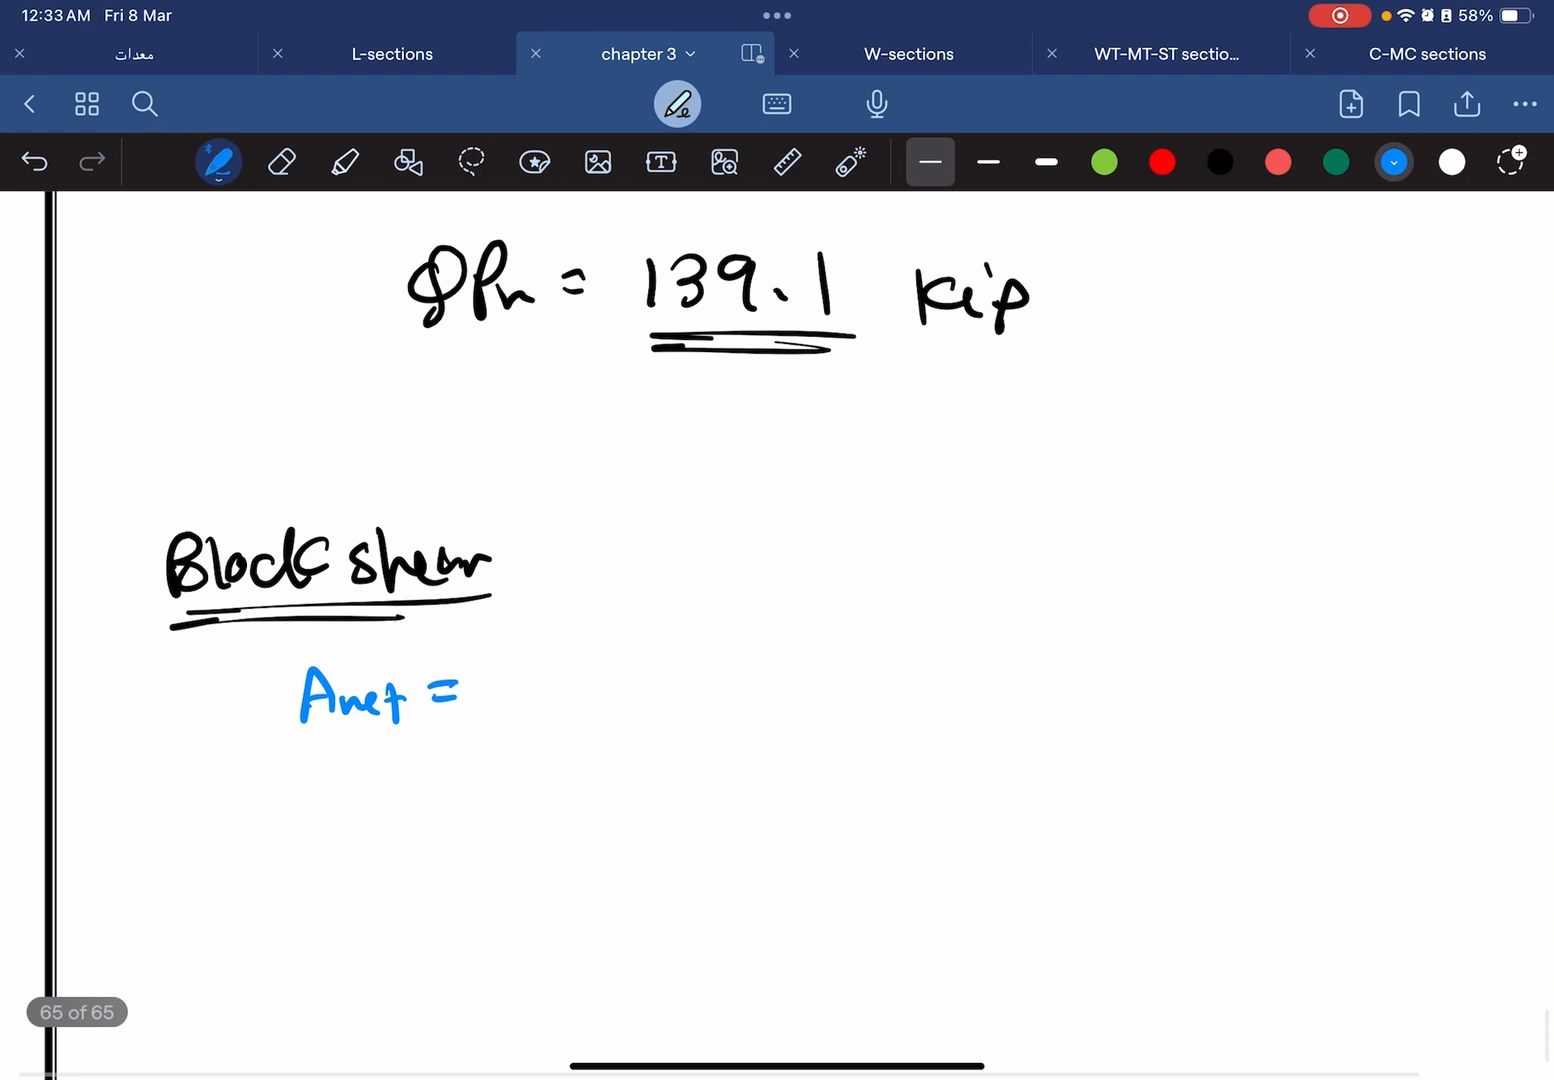 12:33 AM Fri 8 Mar 58%
معدات L-sections chapter 3 W-sections WT-MT-ST sectio... C-MC sections
ØPn = 139.1 kip
Block shear
Anet =
65 of 65